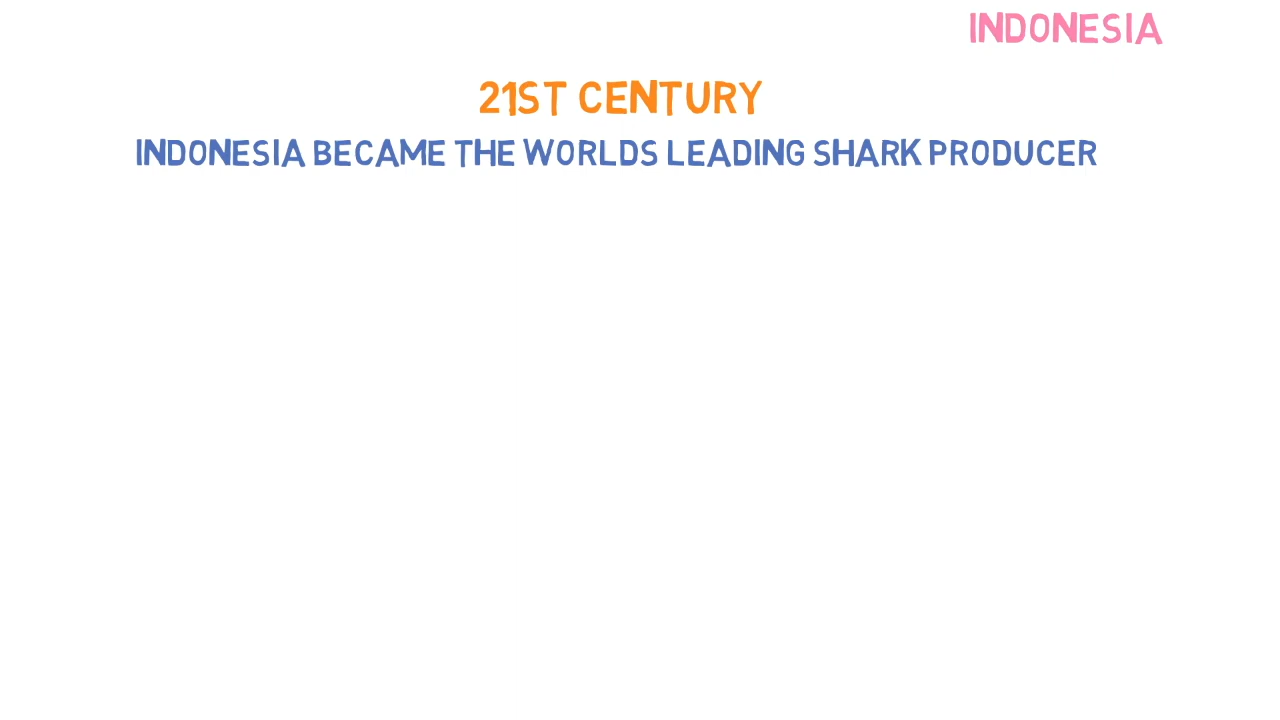 INDONESIA
21ST CENTURY
INDONESIA BECAME THE WORLDS LEADING SHARK PRODUCER